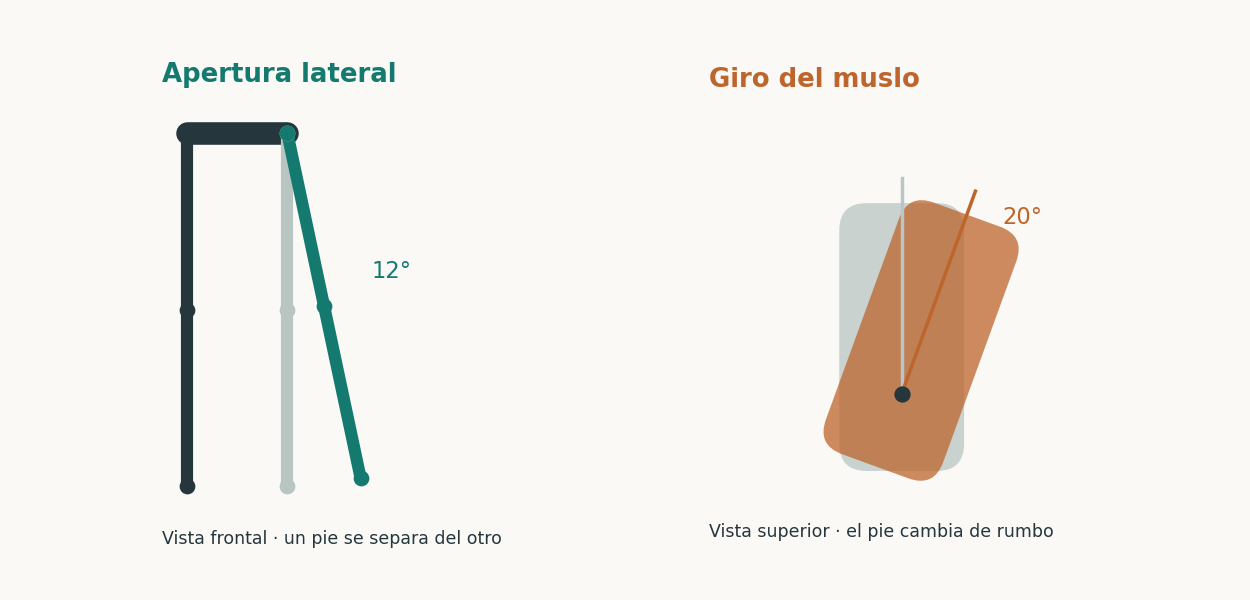 Apertura lateral
12°
Vista frontal · un pie se separa del otro
Giro del muslo
20°
Vista superior · el pie cambia de rumbo